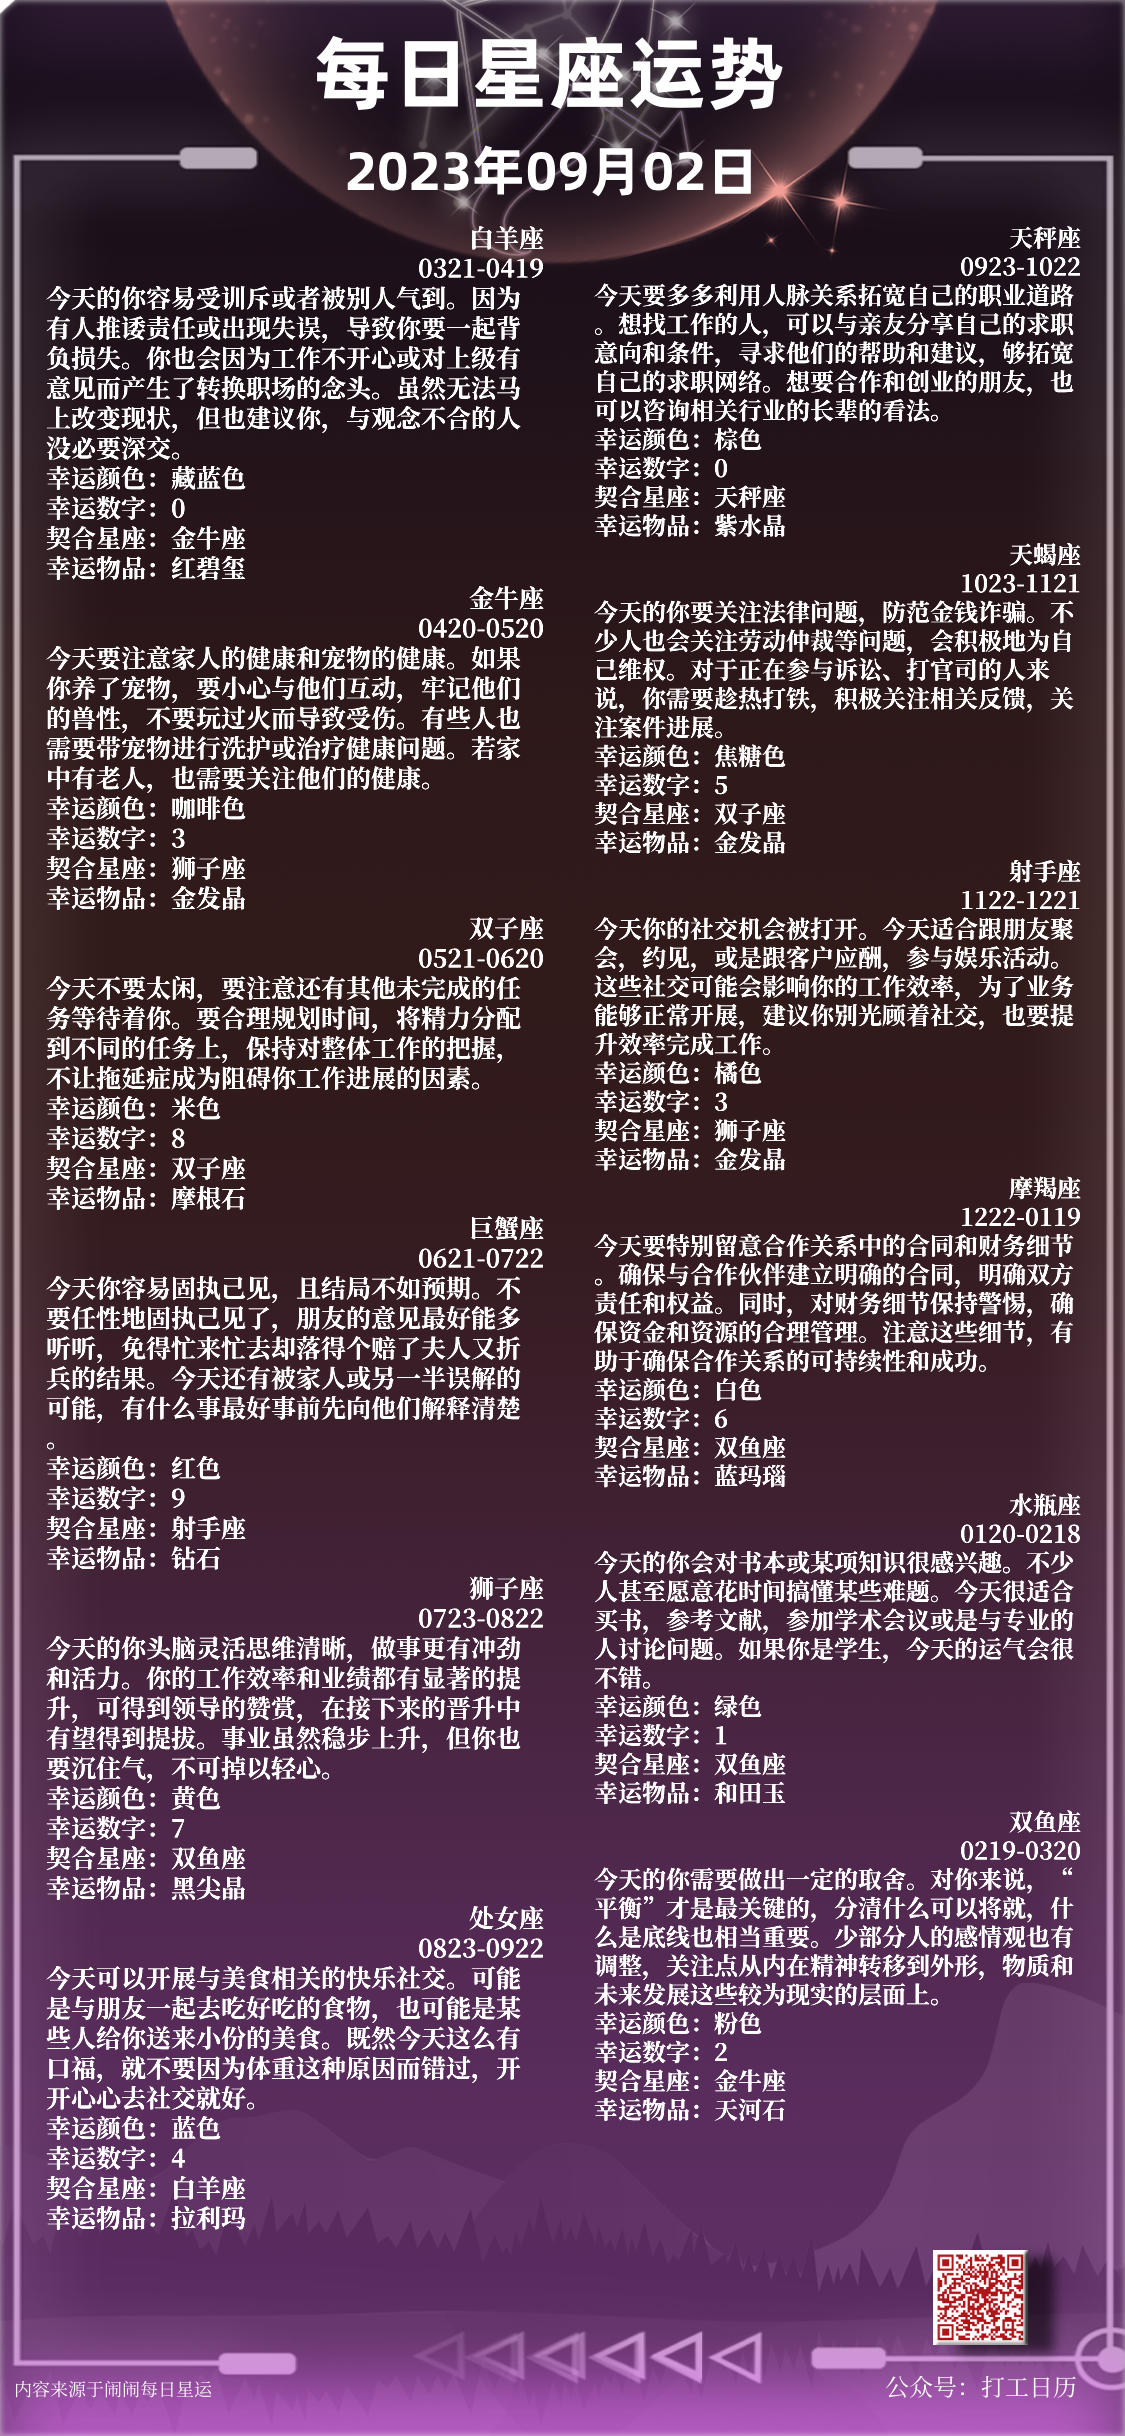 每日星座运势
2023年09月02日
白羊座
0321-0419
今天的你容易受训斥或者被别人气到。因为
有人推诿责任或出现失误，导致你要一起背
负损失。你也会因为工作不开心或对上级有
意见而产生了转换职场的念头。虽然无法马
上改变现状，但也建议你，与观念不合的人
没必要深交。
幸运颜色：藏蓝色
幸运数字：0
契合星座：金牛座
幸运物品：红碧玺
金牛座
0420-0520
今天要注意家人的健康和宠物的健康。如果
你养了宠物，要小心与他们互动，牢记他们
的兽性，不要玩过火而导致受伤。有些人也
需要带宠物进行洗护或治疗健康问题。若家
中有老人，也需要关注他们的健康。
幸运颜色：咖啡色
幸运数字：3
契合星座：狮子座
幸运物品：金发晶
双子座
0521-0620
今天不要太闲，要注意还有其他未完成的任
务等待着你。要合理规划时间，将精力分配
到不同的任务上，保持对整体工作的把握，
不让拖延症成为阻碍你工作进展的因素。
幸运颜色：米色
幸运数字：8
契合星座：双子座
幸运物品：摩根石
巨蟹座
0621-0722
今天你容易固执己见，且结局不如预期。不
要任性地固执己见了，朋友的意见最好能多
听听，免得忙来忙去却落得个赔了夫人又折
兵的结果。今天还有被家人或另一半误解的
可能，有什么事最好事前先向他们解释清楚
。
幸运颜色：红色
幸运数字：9
契合星座：射手座
幸运物品：钻石
狮子座
0723-0822
今天的你头脑灵活思维清晰，做事更有冲劲
和活力。你的工作效率和业绩都有显著的提
升，可得到领导的赞赏，在接下来的晋升中
有望得到提拔。事业虽然稳步上升，但你也
要沉住气，不可掉以轻心。
幸运颜色：黄色
幸运数字：7
契合星座：双鱼座
幸运物品：黑尖晶
处女座
0823-0922
今天可以开展与美食相关的快乐社交。可能
是与朋友一起去吃好吃的食物，也可能是某
些人给你送来小份的美食。既然今天这么有
口福，就不要因为体重这种原因而错过，开
开心心去社交就好。
幸运颜色：蓝色
幸运数字：4
契合星座：白羊座
幸运物品：拉利玛
天秤座
0923-1022
今天要多多利用人脉关系拓宽自己的职业道路
。想找工作的人，可以与亲友分享自己的求职
意向和条件，寻求他们的帮助和建议，够拓宽
自己的求职网络。想要合作和创业的朋友，也
可以咨询相关行业的长辈的看法。
幸运颜色：棕色
幸运数字：0
契合星座：天秤座
幸运物品：紫水晶
天蝎座
1023-1121
今天的你要关注法律问题，防范金钱诈骗。不
少人也会关注劳动仲裁等问题，会积极地为自
己维权。对于正在参与诉讼、打官司的人来
说，你需要趁热打铁，积极关注相关反馈，关
注案件进展。
幸运颜色：焦糖色
幸运数字：5
契合星座：双子座
幸运物品：金发晶
射手座
1122-1221
今天你的社交机会被打开。今天适合跟朋友聚
会，约见，或是跟客户应酬，参与娱乐活动。
这些社交可能会影响你的工作效率，为了业务
能够正常开展，建议你别光顾着社交，也要提
升效率完成工作。
幸运颜色：橘色
幸运数字：3
契合星座：狮子座
幸运物品：金发晶
摩羯座
1222-0119
今天要特别留意合作关系中的合同和财务细节
。确保与合作伙伴建立明确的合同，明确双方
责任和权益。同时，对财务细节保持警惕，确
保资金和资源的合理管理。注意这些细节，有
助于确保合作关系的可持续性和成功。
幸运颜色：白色
幸运数字：6
契合星座：双鱼座
幸运物品：蓝玛瑙
水瓶座
0120-0218
今天的你会对书本或某项知识很感兴趣。不少
人甚至愿意花时间搞懂某些难题。今天很适合
买书，参考文献，参加学术会议或是与专业的
人讨论问题。如果你是学生，今天的运气会很
不错。
幸运颜色：绿色
幸运数字：1
契合星座：双鱼座
幸运物品：和田玉
双鱼座
0219-0320
今天的你需要做出一定的取舍。对你来说，“
平衡”才是最关键的，分清什么可以将就，什
么是底线也相当重要。少部分人的感情观也有
调整，关注点从内在精神转移到外形，物质和
未来发展这些较为现实的层面上。
幸运颜色：粉色
幸运数字：2
契合星座：金牛座
幸运物品：天河石
内容来源于闹闹每日星运
公众号：打工日历